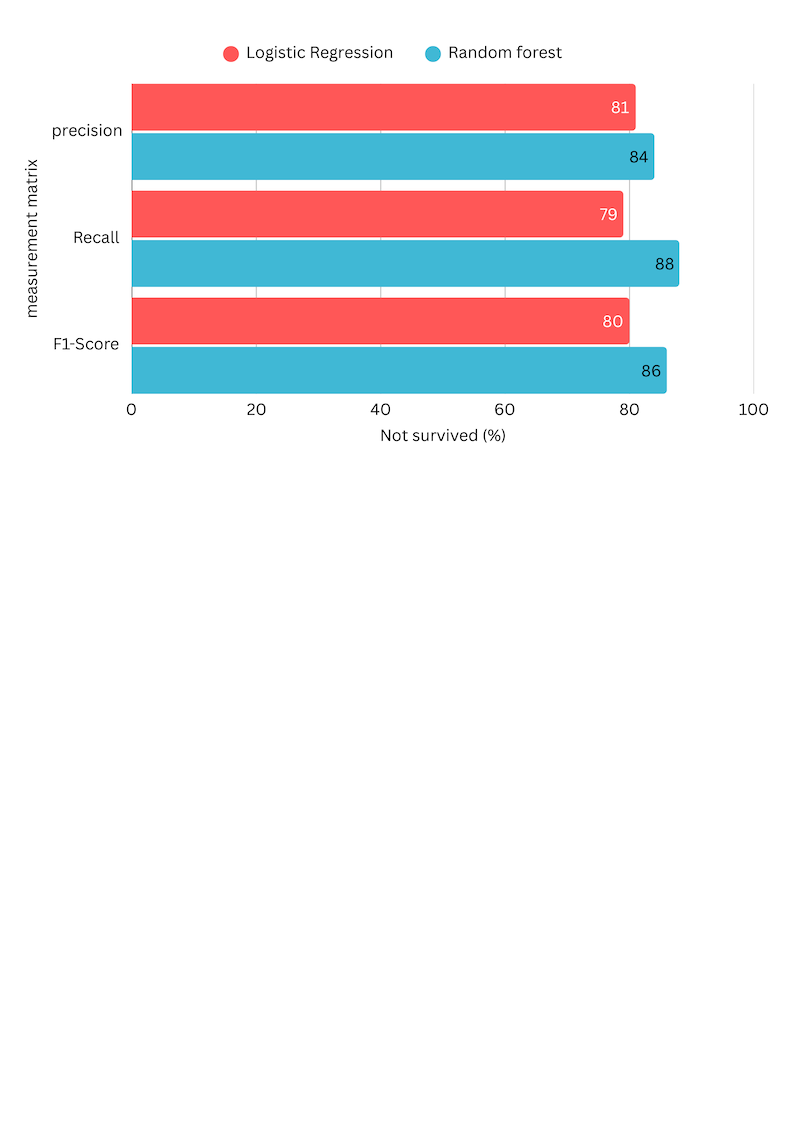 Logistic Regression Random forest
measurement matrix
precision
81
84
Recall
79
88
F1-Score
80
86
0 20 40 60 80 100
Not survived (%)